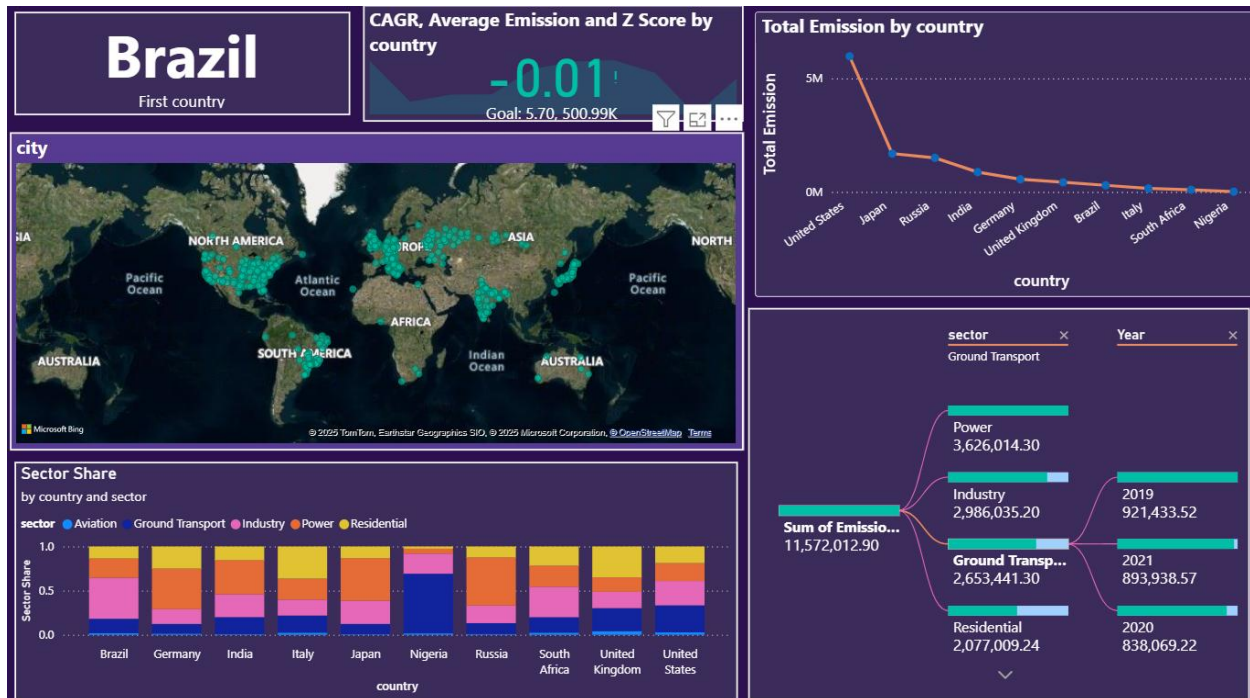 Brazil
First country
CAGR, Average Emission and Z Score by
country
-0.01!
Goal: 5.70, 500.99K
Total Emission by country
Total Emission
5M
0M
United States
Japan
Russia
India
Germany
United Kingdom
Brazil
Italy
South Africa
Nigeria
country
city
NORTH AMERICA
ASIA
NORTH
Pacific
Ocean
Atlantic
Ocean
Pacific
Ocean
AFRICA
AUSTRALIA
SOUTH AMERICA
Indian
Ocean
AUSTRALIA
Microsoft Bing
© 2025 TomTom, Earthstar Geographics SIO, © 2025 Microsoft Corporation, © OpenStreetMap Terms
Sector Share
by country and sector
sector Aviation Ground Transport Industry Power Residential
Sector Share
1.0
0.5
0.0
Brazil
Germany
India
Italy
Japan
Nigeria
Russia
South
Africa
United
Kingdom
United
States
country
sector ×
Ground Transport
Year ×
Sum of Emissio...
11,572,012.90
Power
3,626,014.30
Industry
2,986,035.20
Ground Transp...
2,653,441.30
Residential
2,077,009.24
2019
921,433.52
2021
893,938.57
2020
838,069.22